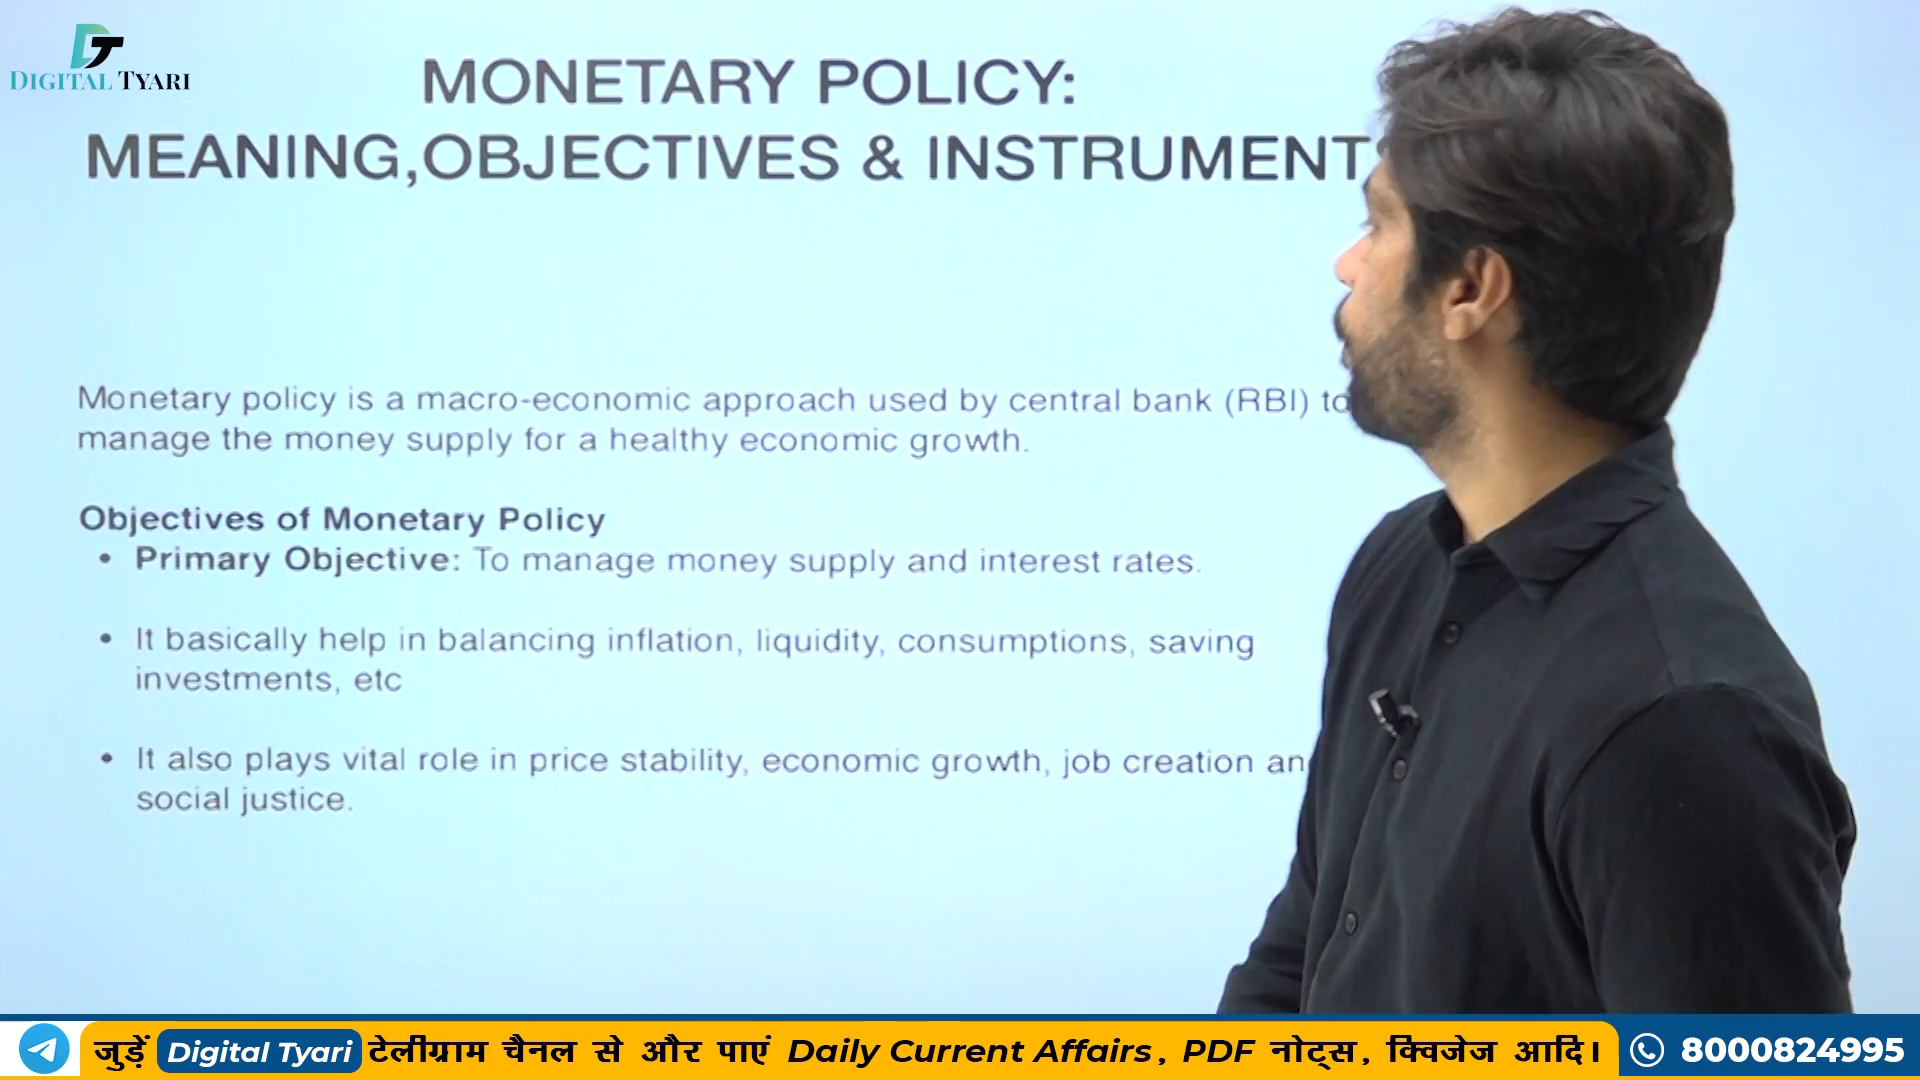 DT
DIGITAL TYARI
MONETARY POLICY:
MEANING,OBJECTIVES & INSTRUMENT
Monetary policy is a macro-economic approach used by central bank (RBI) to
manage the money supply for a healthy economic growth.
Objectives of Monetary Policy
• Primary Objective: To manage money supply and interest rates.
• It basically help in balancing inflation, liquidity, consumptions, saving
investments, etc
• It also plays vital role in price stability, economic growth, job creation an
social justice.
जुड़ें Digital Tyari टेलीग्राम चैनल से और पाएं Daily Current Affairs, PDF नोट्स, क्विजेज आदि। 8000824995